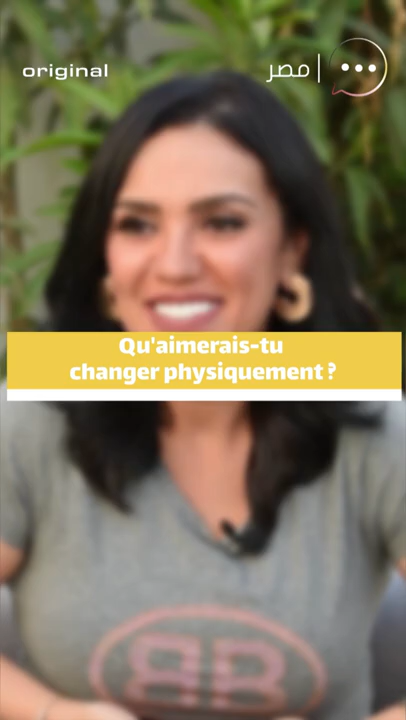 original
مصر
Qu'aimerais-tu
changer physiquement ?
BB